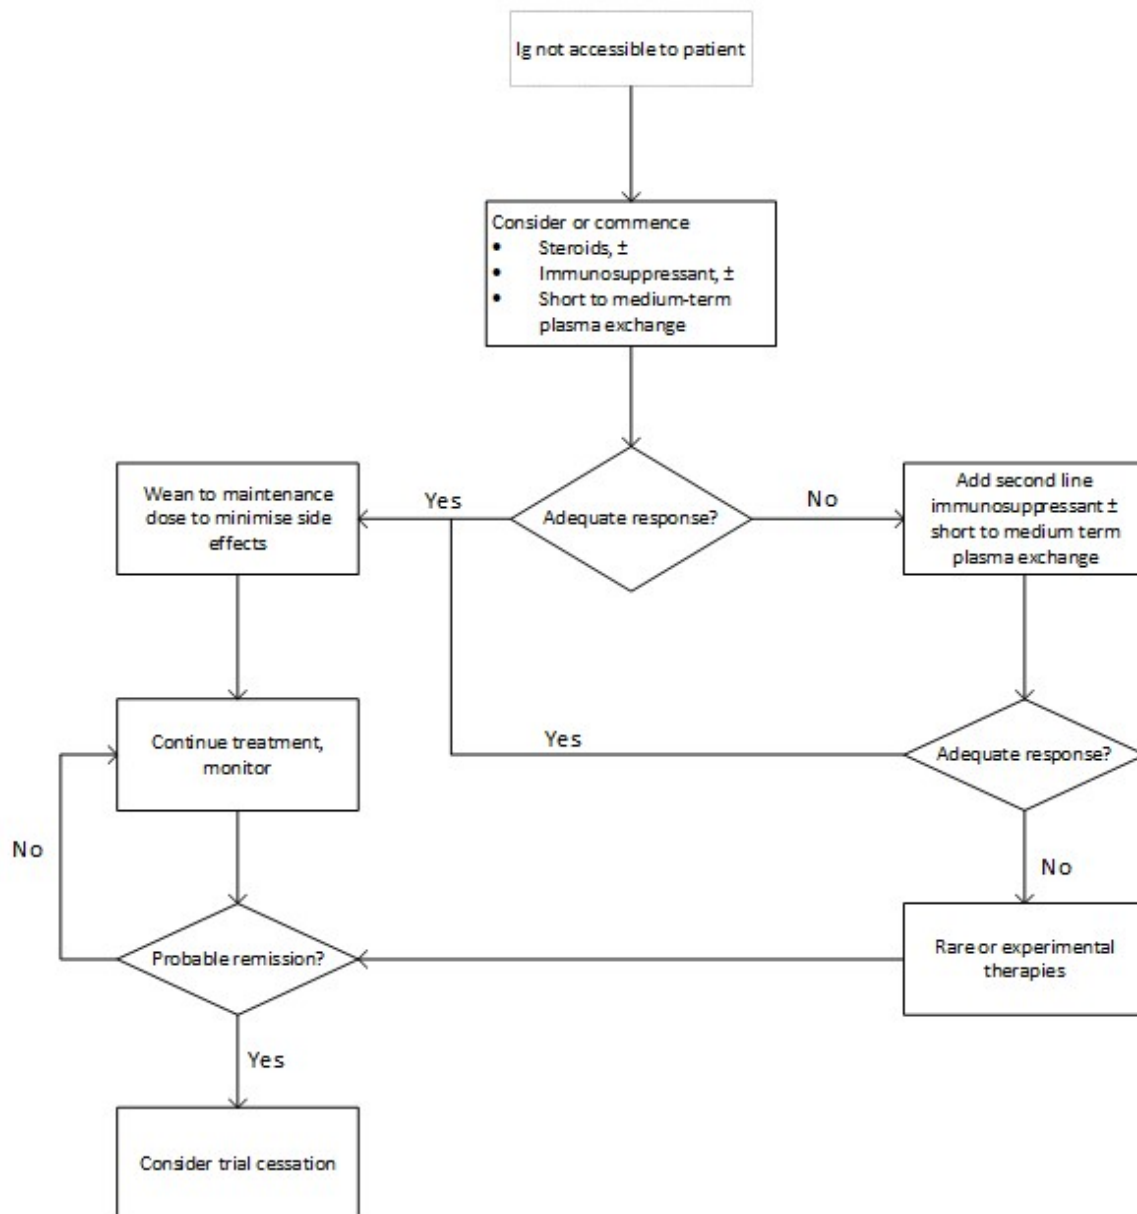 Ig not accessible to patient
Consider or commence
• Steroids, ±
• Immunosuppressant, ±
• Short to medium-term
plasma exchange
Wean to maintenance
dose to minimise side
effects
Yes
Adequate response?
No
Add second line
immunosuppressant ±
short to medium term
plasma exchange
Continue treatment,
monitor
Yes
Adequate response?
No
No
Probable remission?
Rare or experimental
therapies
Yes
Consider trial cessation